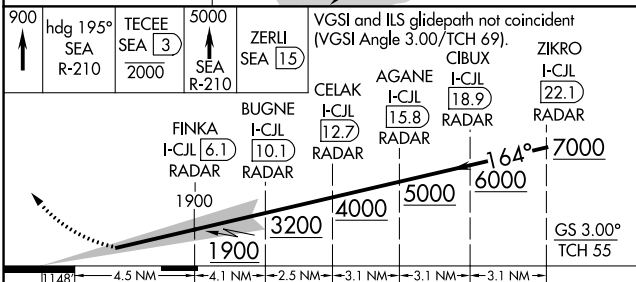 900
hdg 195°
SEA
R-210
TECEE
SEA 3
2000
5000
SEA
R-210
ZERLI
SEA 15
VGSI and ILS glidepath not coincident
(VGSI Angle 3.00/TCH 69).
ZIKRO
I-CJL
22.1
RADAR
CIBUX
I-CJL
18.9
RADAR
AGANE
I-CJL
15.8
RADAR
CELAK
I-CJL
12.7
RADAR
BUGNE
I-CJL
10.1
RADAR
FINKA
I-CJL 6.1
RADAR
1900
164°
7000
6000
5000
4000
3200
1900
GS 3.00°
TCH 55
1148'
4.5 NM
4.1 NM
2.5 NM
3.1 NM
3.1 NM
3.1 NM